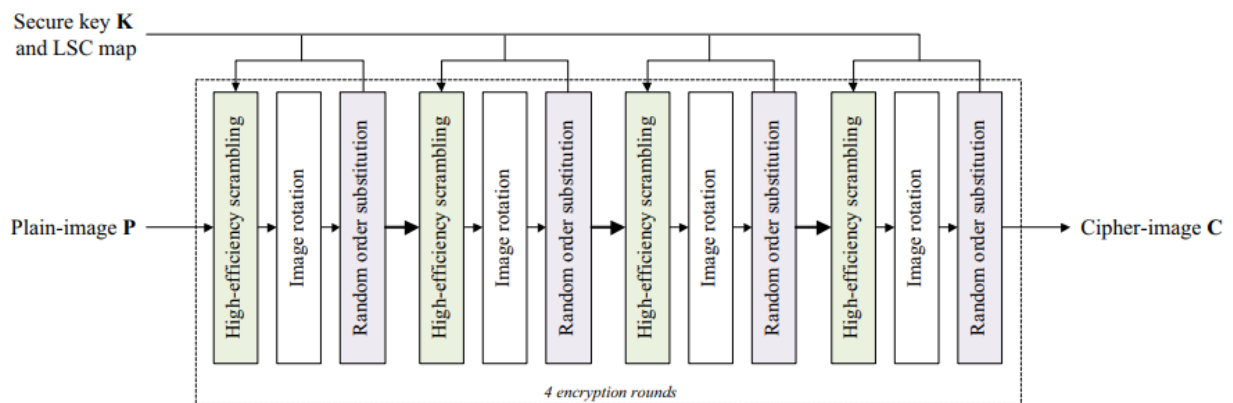 Secure key K
and LSC map
High-efficiency scrambling
Image rotation
Random order substitution
High-efficiency scrambling
Image rotation
Random order substitution
High-efficiency scrambling
Image rotation
Random order substitution
High-efficiency scrambling
Image rotation
Random order substitution
Plain-image P
Cipher-image C
4 encryption rounds